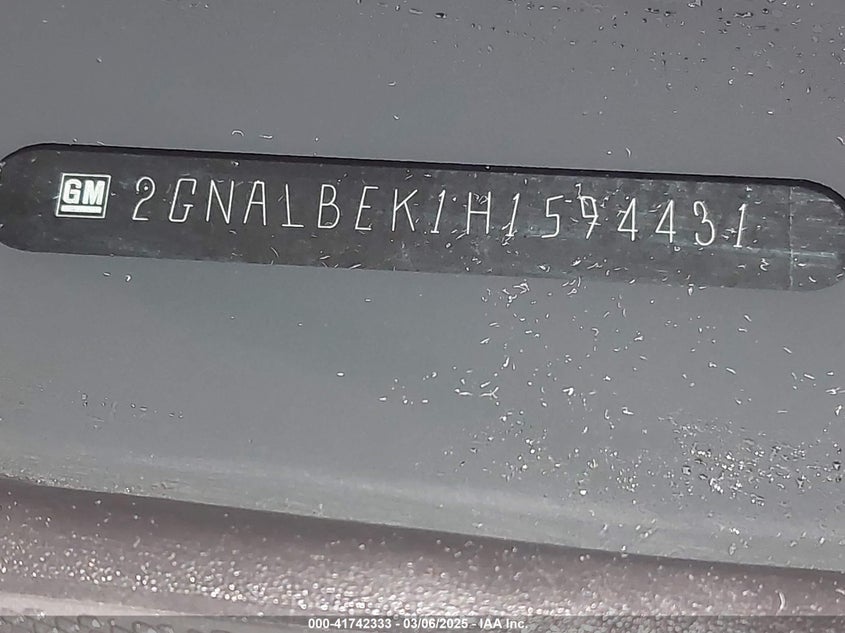 GM 2GNALBEK1H1594431
000-41742333 - 03/06/2025 - IAA Inc.